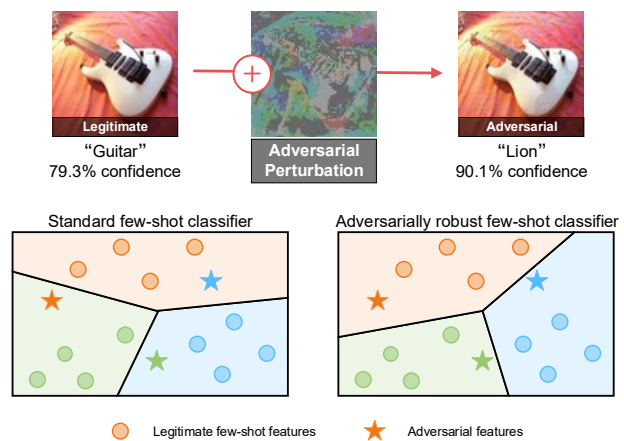 Legitimate
Adversarial
Perturbation
Adversarial
“Guitar”
79.3% confidence
“Lion”
90.1% confidence
Standard few-shot classifier
Adversarially robust few-shot classifier
Legitimate few-shot features
Adversarial features